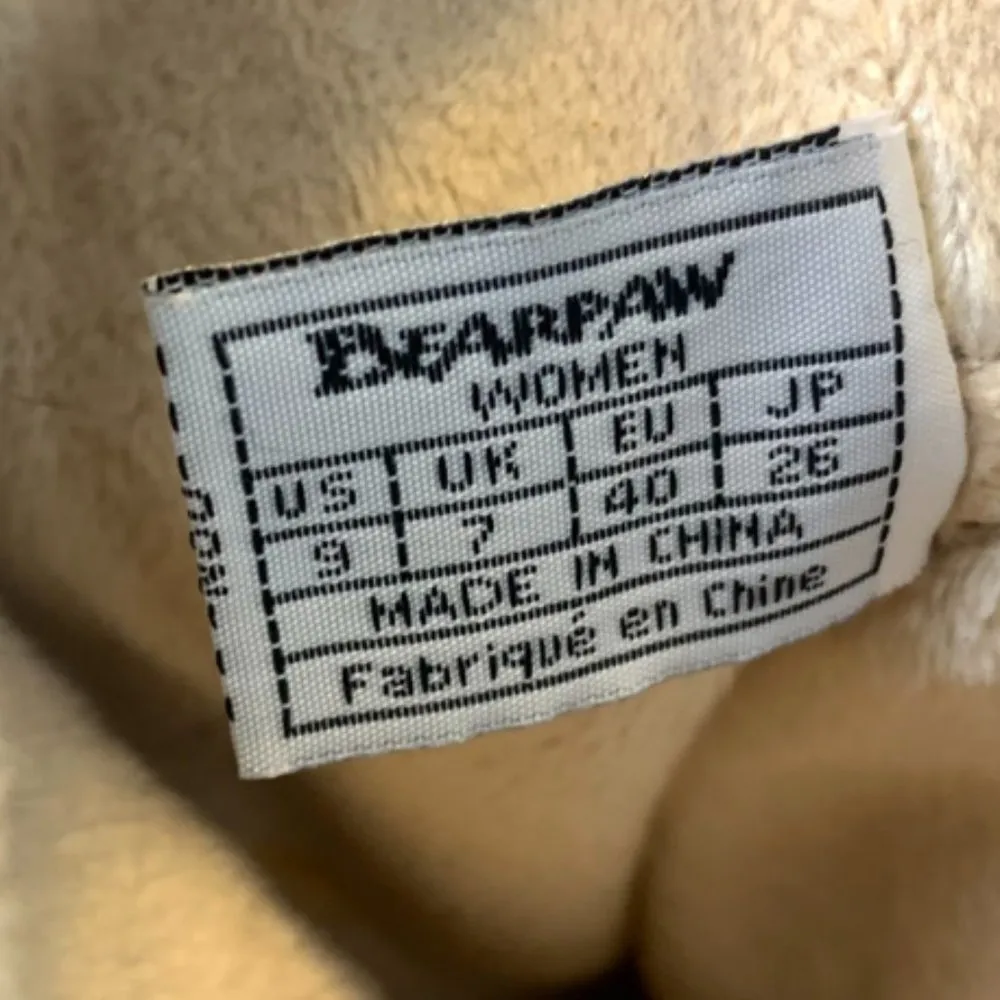 BEARPAW
WOMEN
US UK EU JP
9 7 40 26
MADE IN CHINA
Fabriqué en Chine